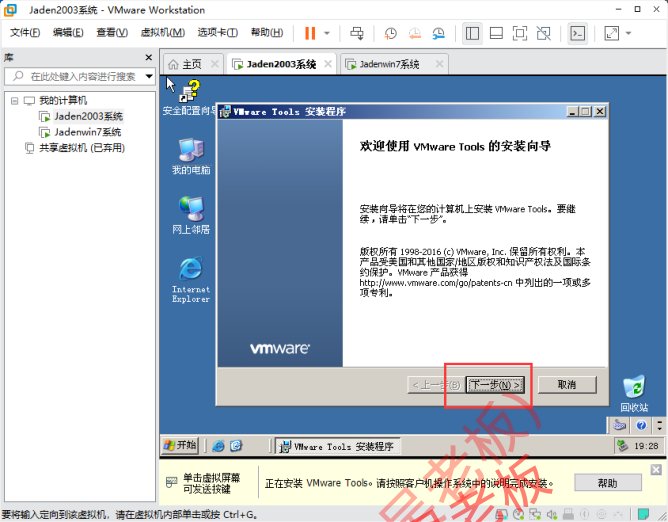 Jaden2003系统 - VMware Workstation
文件(F) 编辑(E) 查看(V) 虚拟机(M) 选项卡(T) 帮助(H)
库
主页 Jaden2003系统 Jadenwin7系统
在此处键入内容进行搜索
我的计算机
Jaden2003系统
Jadenwin7系统
共享虚拟机 (已弃用)
安全配置向导
我的电脑
网上邻居
Internet
Explorer
VMware Tools 安装程序
欢迎使用 VMware Tools 的安装向导
安装向导将在您的计算机上安装 VMware Tools。要继
续，请单击“下一步”。
版权所有 1998-2016 (c) VMware, Inc. 保留所有权利。本
产品受美国和其他国家/地区版权和知识产权法及国际条
约保护。VMware 产品获得
http://www.vmware.com/go/patents-cn 中列出的一项或多
项专利。
vmware
< 上一步(B) 下一步(N) > 取消
回收站
开始 VMware Tools 安装程序 19:28
单击虚拟屏幕
可发送按键
正在安装 VMware Tools。请按照客户机操作系统中的说明完成安装。
帮助
要将输入定向到该虚拟机，请在虚拟机内部单击或按 Ctrl+G。
老板）
老板